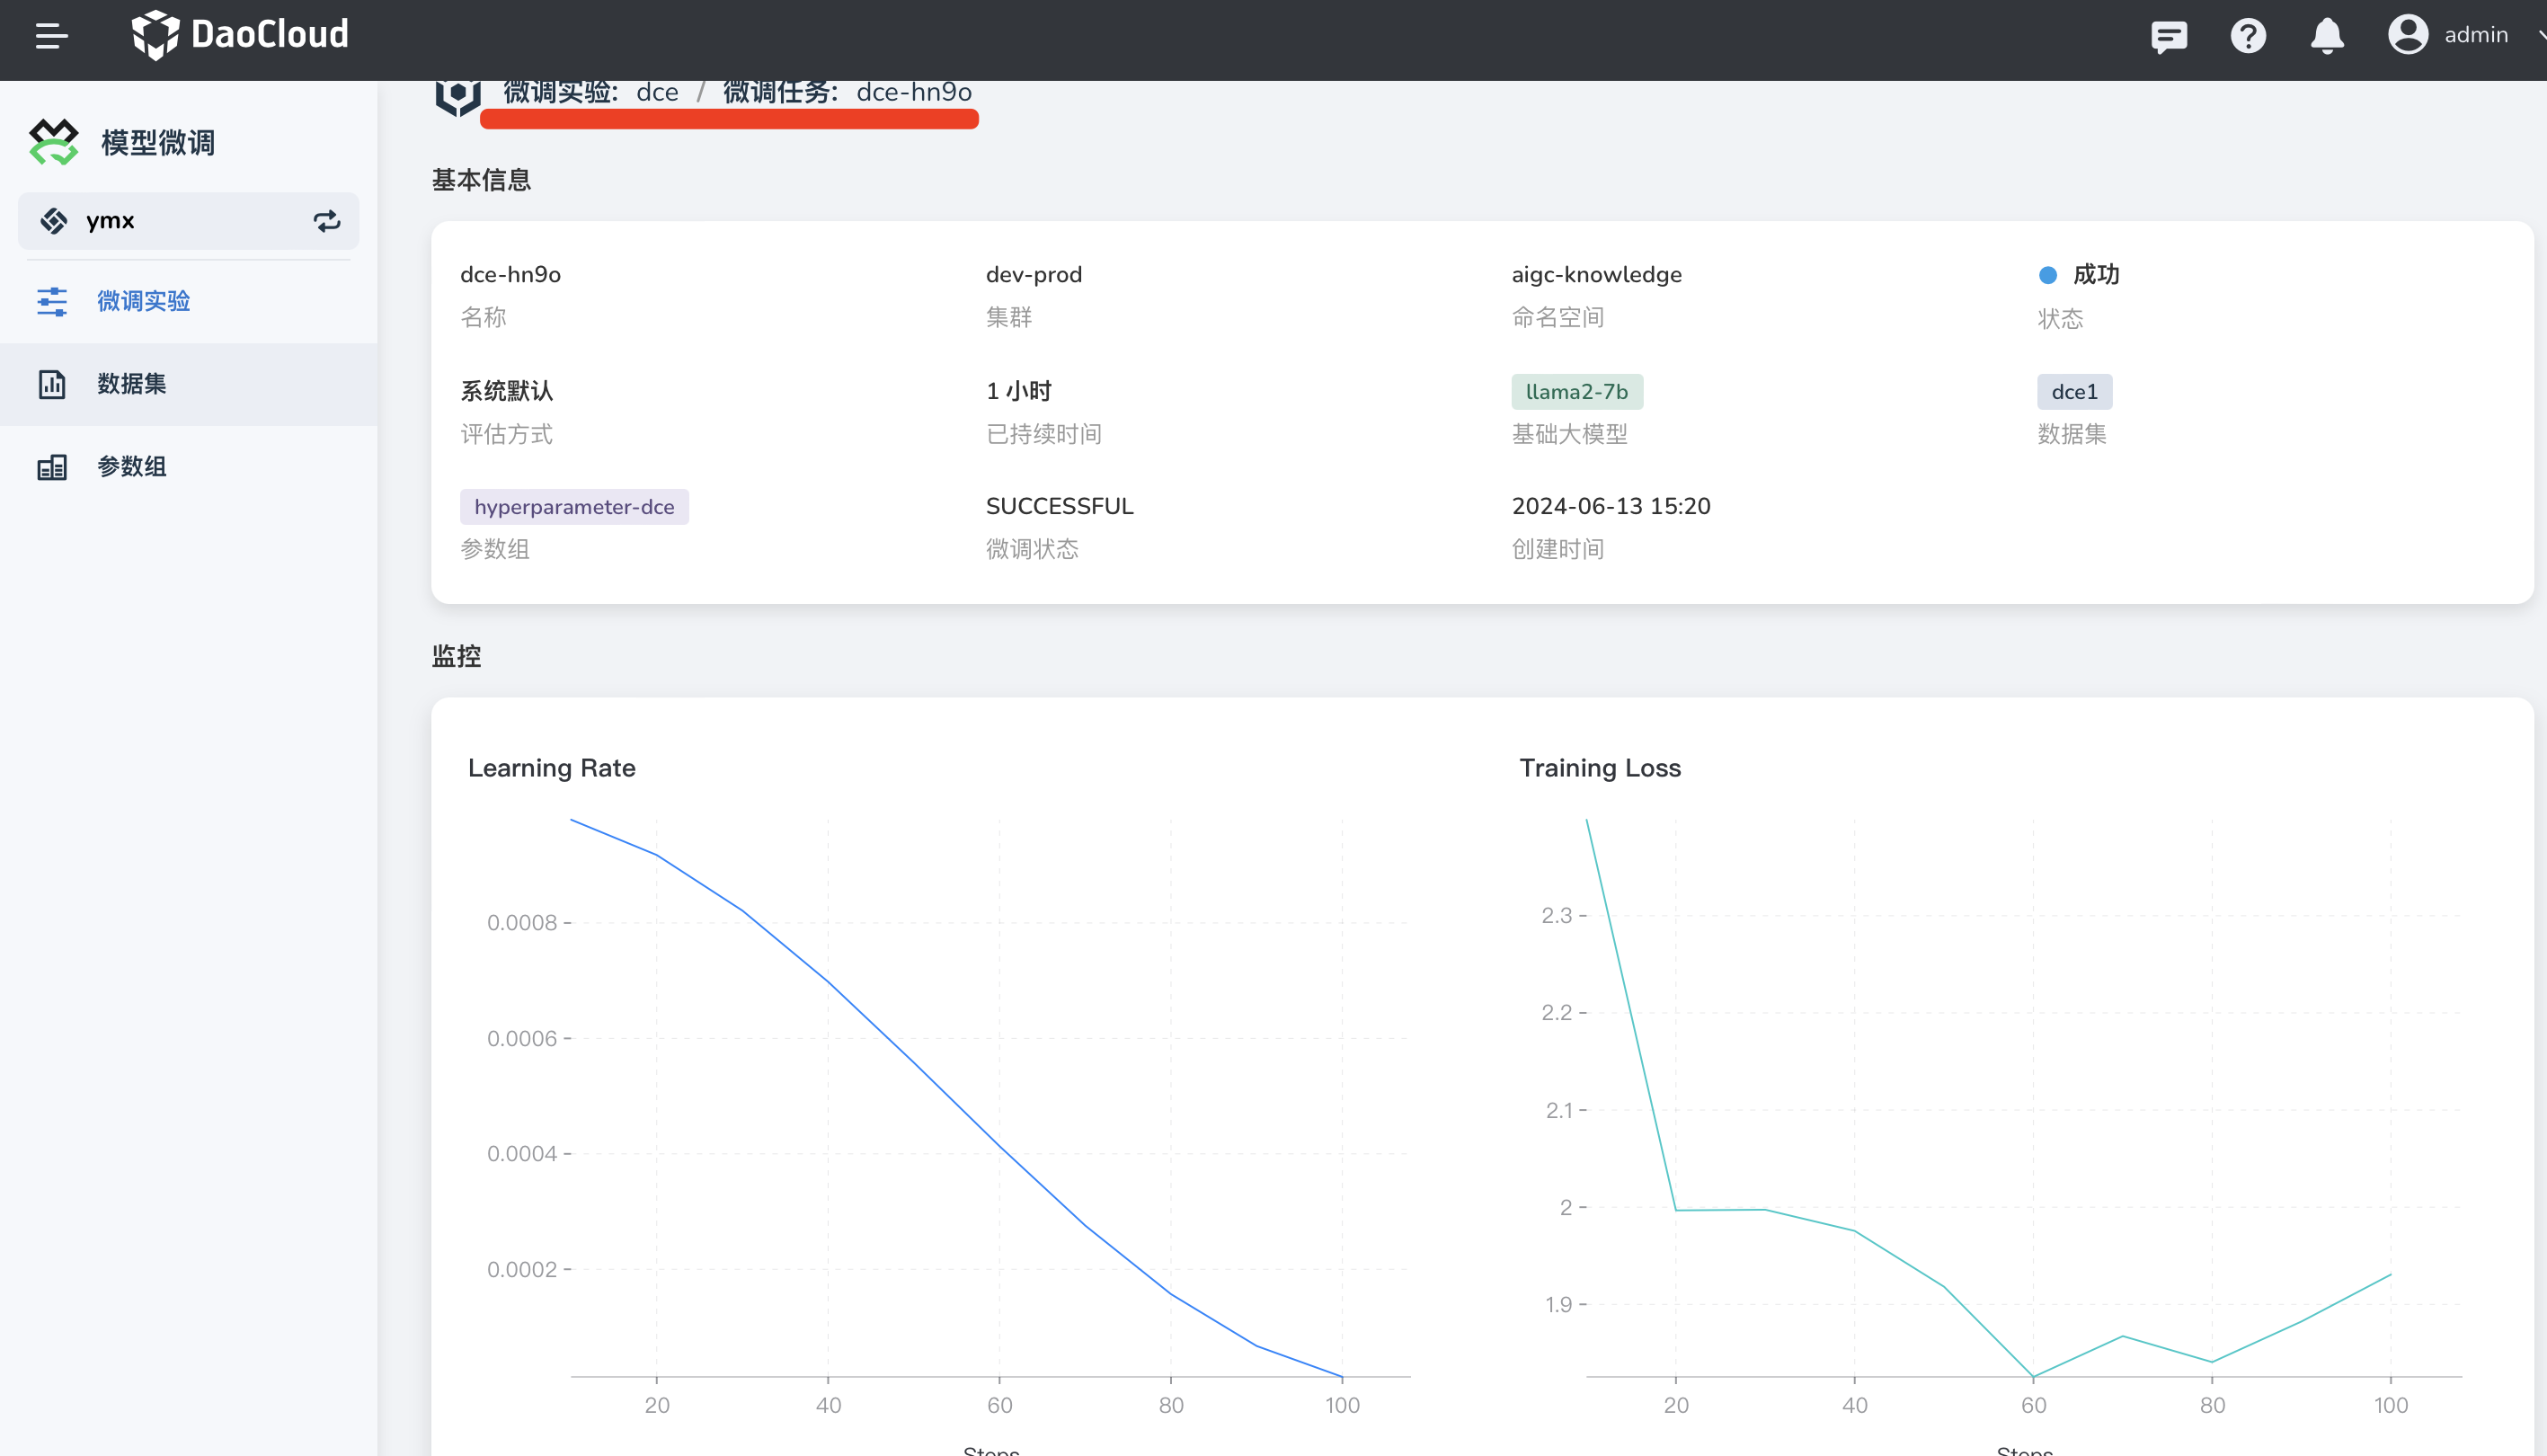 DaoCloud
admin
模型微调
ymx
微调实验
数据集
参数组
微调实验: dce / 微调任务: dce-hn9o
基本信息
dce-hn9o
名称
dev-prod
集群
aigc-knowledge
命名空间
成功
状态
系统默认
评估方式
1 小时
已持续时间
llama2-7b
基础大模型
dce1
数据集
hyperparameter-dce
参数组
SUCCESSFUL
微调状态
2024-06-13 15:20
创建时间
监控
Learning Rate
0.0008
0.0006
0.0004
0.0002
20 40 60 80 100
Steps
Training Loss
2.3
2.2
2.1
2
1.9
20 40 60 80 100
Steps